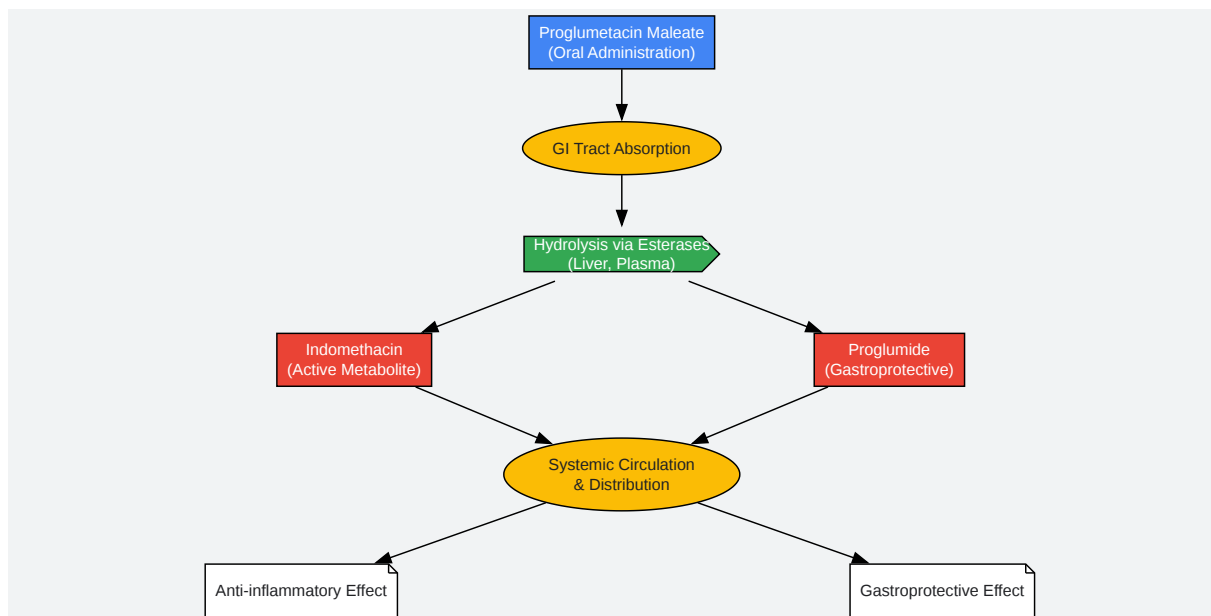 Proglumetacin Maleate
(Oral Administration)
GI Tract Absorption
Hydrolysis via Esterases
(Liver, Plasma)
Indomethacin
(Active Metabolite)
Proglumide
(Gastroprotective)
Systemic Circulation
& Distribution
Anti-inflammatory Effect
Gastroprotective Effect